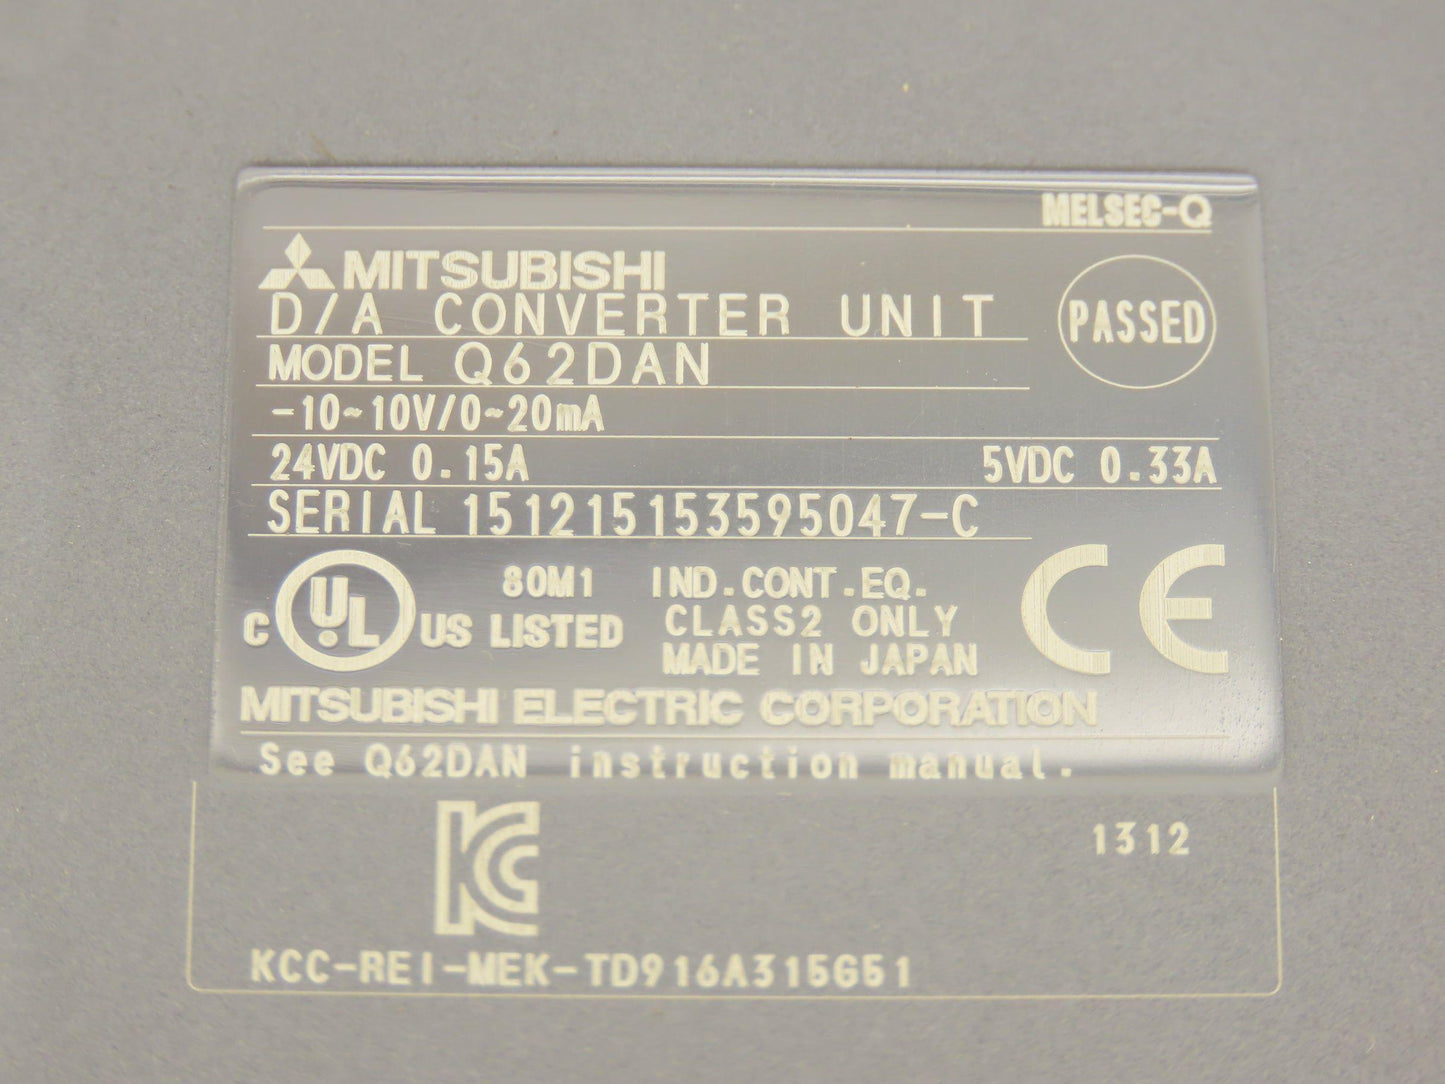 MELSEC-Q
MITSUBISHI
D/A CONVERTER UNIT
PASSED
MODEL Q62DAN
-10~10V/0~20mA
24VDC 0.15A 5VDC 0.33A
SERIAL 151215153595047-C
C UL US LISTED 80M1 IND.CONT.EQ.
CLASS2 ONLY
MADE IN JAPAN
CE
MITSUBISHI ELECTRIC CORPORATION
See Q62DAN instruction manual.
KC
1312
KCC-REI-MEK-TD916A315G51